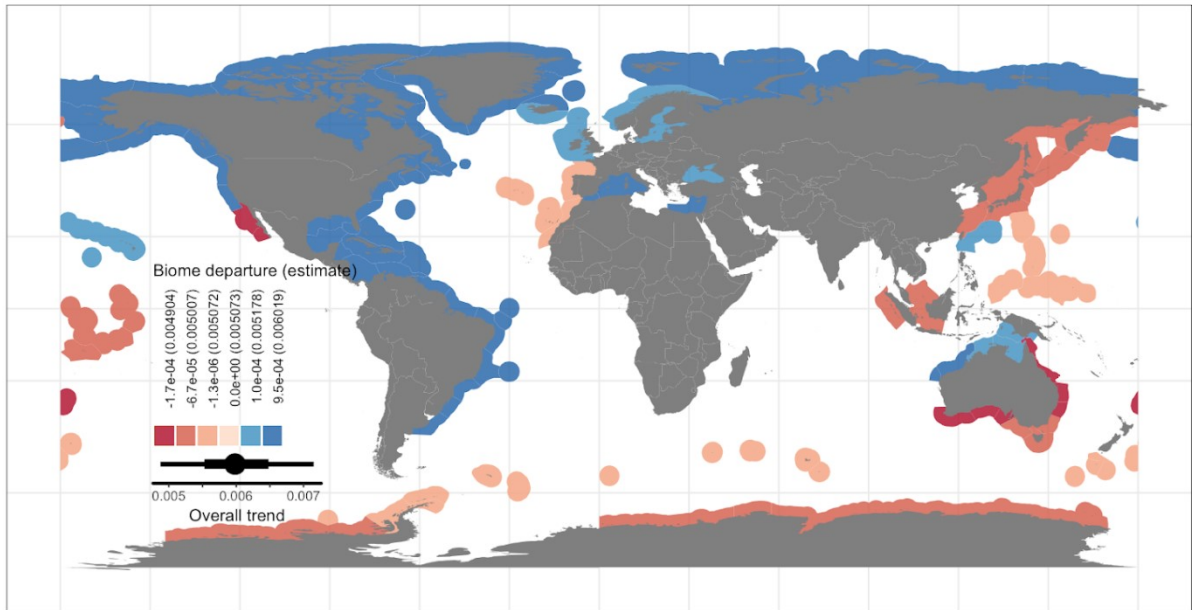 Biome departure (estimate)
-1.7e-04 (0.004904)
-6.7e-05 (0.005007)
-1.3e-06 (0.005072)
0.0e+00 (0.005073)
1.0e-04 (0.005178)
9.5e-04 (0.006019)
0.005 0.006 0.007
Overall trend